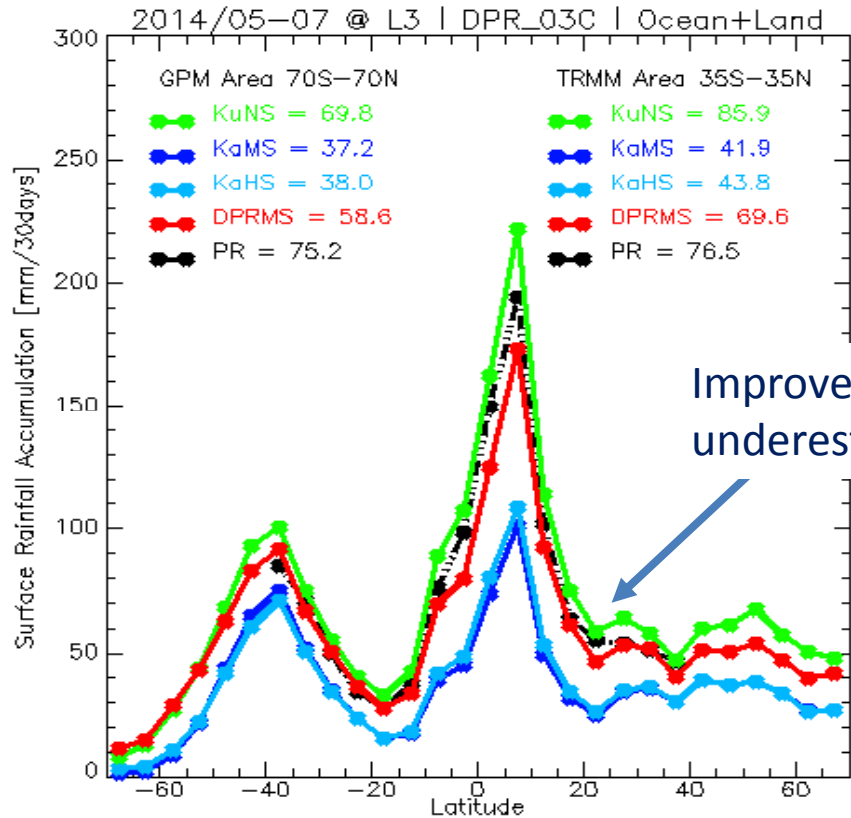 2014/05-07 @ L3 | DPR_03C | Ocean+Land
GPM Area 70S-70N
KuNS = 69.8
KaMS = 37.2
KaHS = 38.0
DPRMS = 58.6
PR = 75.2
TRMM Area 35S-35N
KuNS = 85.9
KaMS = 41.9
KaHS = 43.8
DPRMS = 69.6
PR = 76.5
Improve
underest
Surface Rainfall Accumulation [mm/30days]
300
250
200
150
100
50
0
-60 -40 -20 0 20 40 60
Latitude